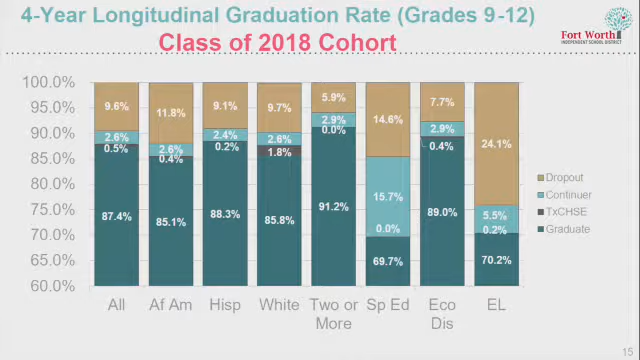 4-Year Longitudinal Graduation Rate (Grades 9-12)
Class of 2018 Cohort
Fort Worth
INDEPENDENT SCHOOL DISTRICT
100.0%
95.0%
90.0%
85.0%
80.0%
75.0%
70.0%
65.0%
60.0%
9.6% 11.8% 9.1% 9.7% 5.9% 14.6% 7.7% 24.1%
2.6% 2.6% 2.4% 2.6% 2.9% 15.7% 2.9% 5.5%
0.5% 0.4% 0.2% 1.8% 0.0% 0.0% 0.4% 0.2%
87.4% 85.1% 88.3% 85.8% 91.2% 69.7% 89.0% 70.2%
Dropout
Continuer
TxCHSE
Graduate
All Af Am Hisp White Two or Sp Ed Eco EL
More Dis
15